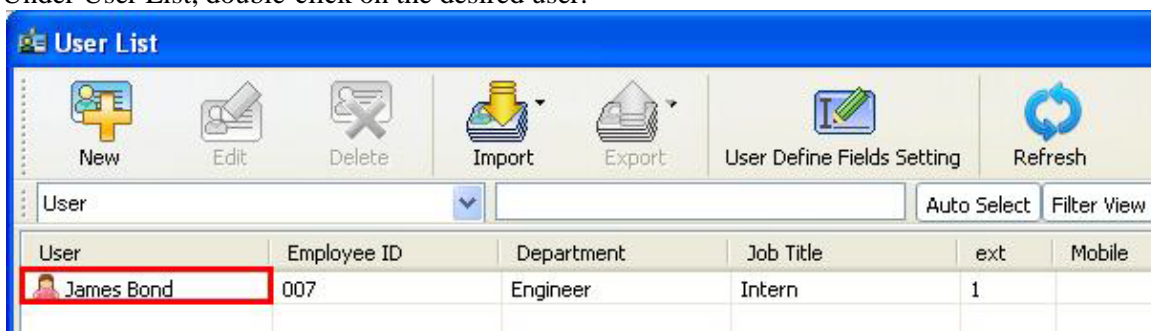 Under User List, double-click on the desired user.
User List
New Edit Delete Import Export User Define Fields Setting Refresh
User Auto Select Filter View
User Employee ID Department Job Title ext Mobile
James Bond 007 Engineer Intern 1